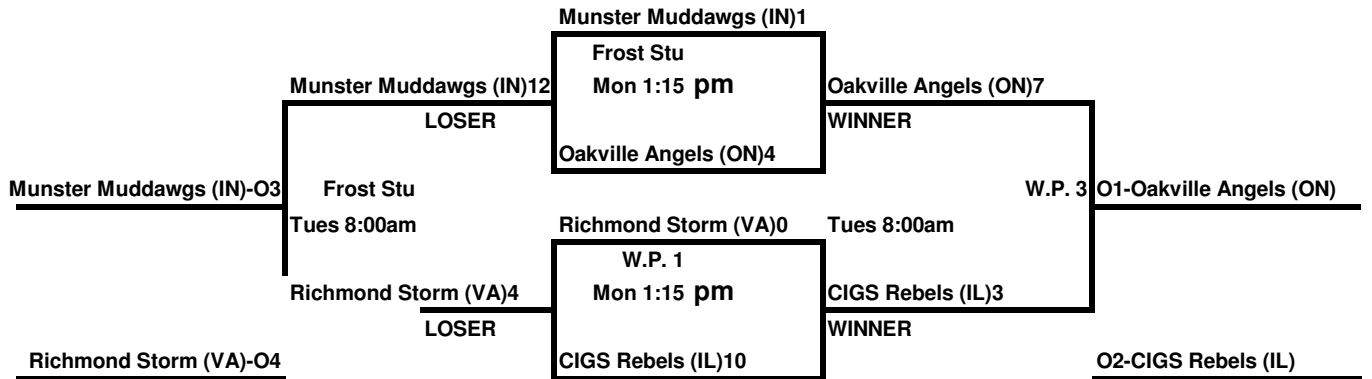 Munster Muddawgs (IN)1
Frost Stu
Munster Muddawgs (IN)12
Mon 1:15 pm
Oakville Angels (ON)7
LOSER
WINNER
Oakville Angels (ON)4
Munster Muddawgs (IN)-O3
Frost Stu
W.P. 3
O1-Oakville Angels (ON)
Tues 8:00am
Richmond Storm (VA)0
Tues 8:00am
W.P. 1
Richmond Storm (VA)4
Mon 1:15 pm
CIGS Rebels (IL)3
LOSER
WINNER
Richmond Storm (VA)-O4
CIGS Rebels (IL)10
O2-CIGS Rebels (IL)